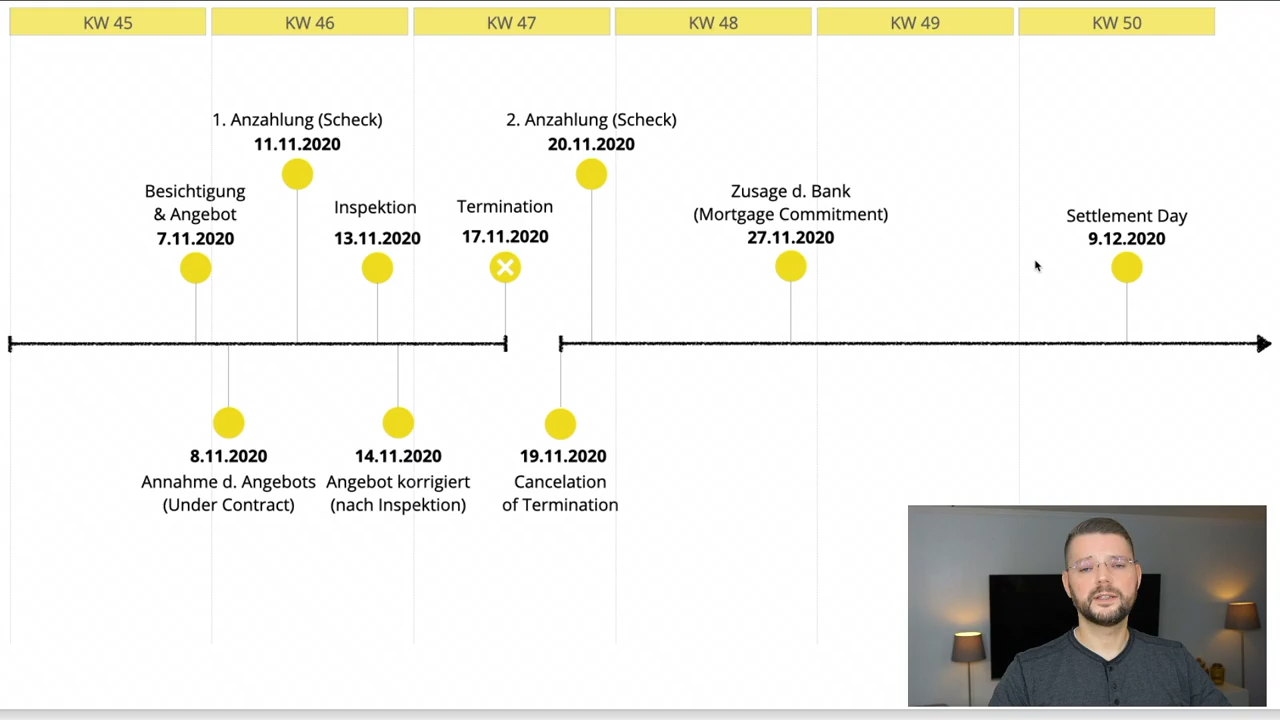 KW 45
KW 46
KW 47
KW 48
KW 49
KW 50
1. Anzahlung (Scheck)
11.11.2020
2. Anzahlung (Scheck)
20.11.2020
Besichtigung
& Angebot
7.11.2020
Inspektion
13.11.2020
Termination
17.11.2020
Zusage d. Bank
(Mortgage Commitment)
27.11.2020
Settlement Day
9.12.2020
8.11.2020
Annahme d. Angebots
(Under Contract)
14.11.2020
Angebot korrigiert
(nach Inspektion)
19.11.2020
Cancelation
of Termination